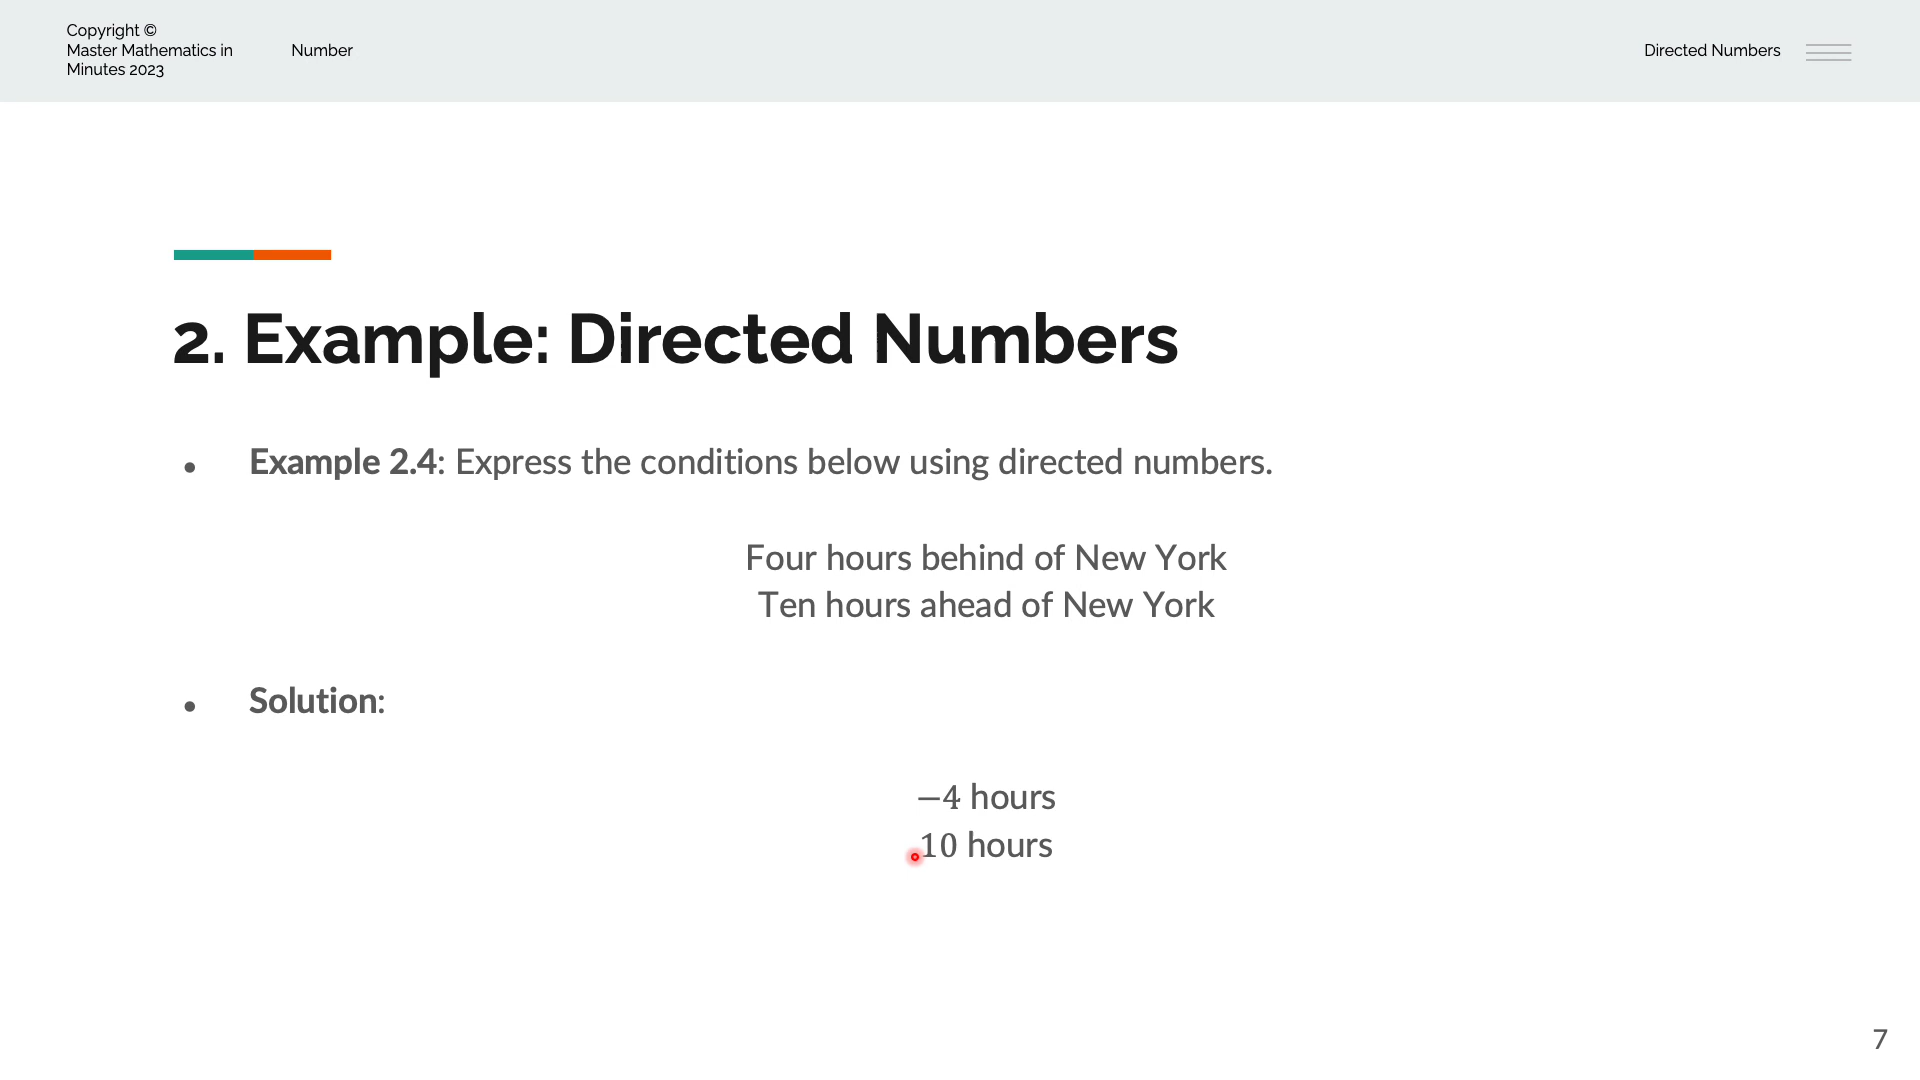 Copyright ©
Master Mathematics in
Minutes 2023
Number
Directed Numbers
2. Example: Directed Numbers
• Example 2.4: Express the conditions below using directed numbers.
Four hours behind of New York
Ten hours ahead of New York
• Solution:
−4 hours
10 hours
7